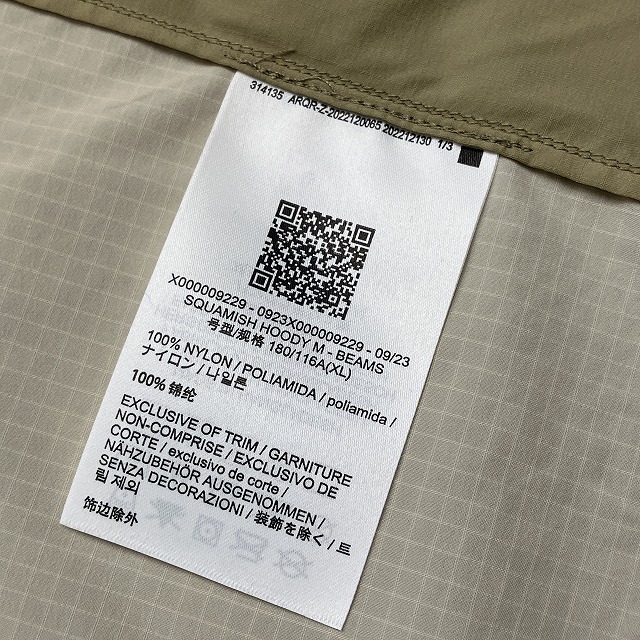 314135 ARQR-Z-2022120065 202212130 1/3
X000009229 - 0923X000009229 - 09/23
SQUAMISH HOODY M - BEAMS
号型/规格 180/116A(XL)
100% NYLON / POLIAMIDA / poliamida /
ナイロン / 나일론
100% 锦纶
EXCLUSIVE OF TRIM / GARNITURE
NON-COMPRISE / EXCLUSIVO DE
CORTE / exclusivo de corte /
NÄHZUBEHÖR AUSGENOMMEN /
SENZA DECORAZIONI / 装飾を除く / 트
림 제외
饰边除外